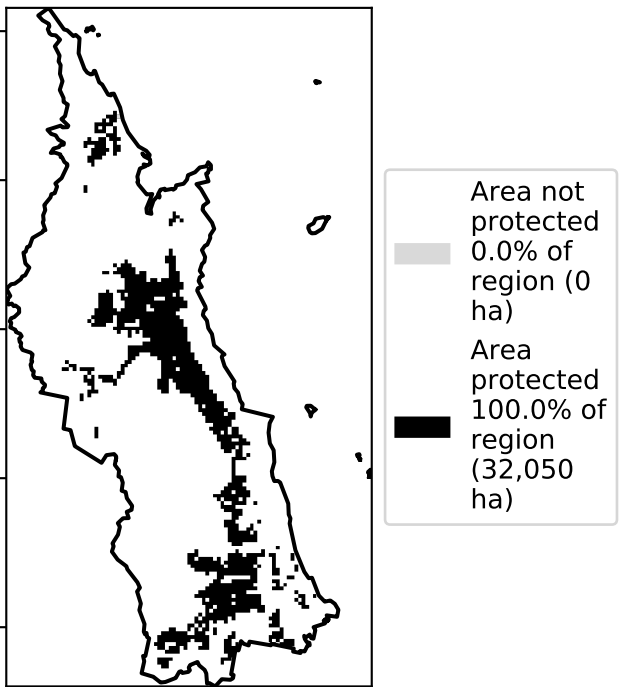 Area not
protected
0.0% of
region (0
ha)
Area
protected
100.0% of
region
(32,050
ha)